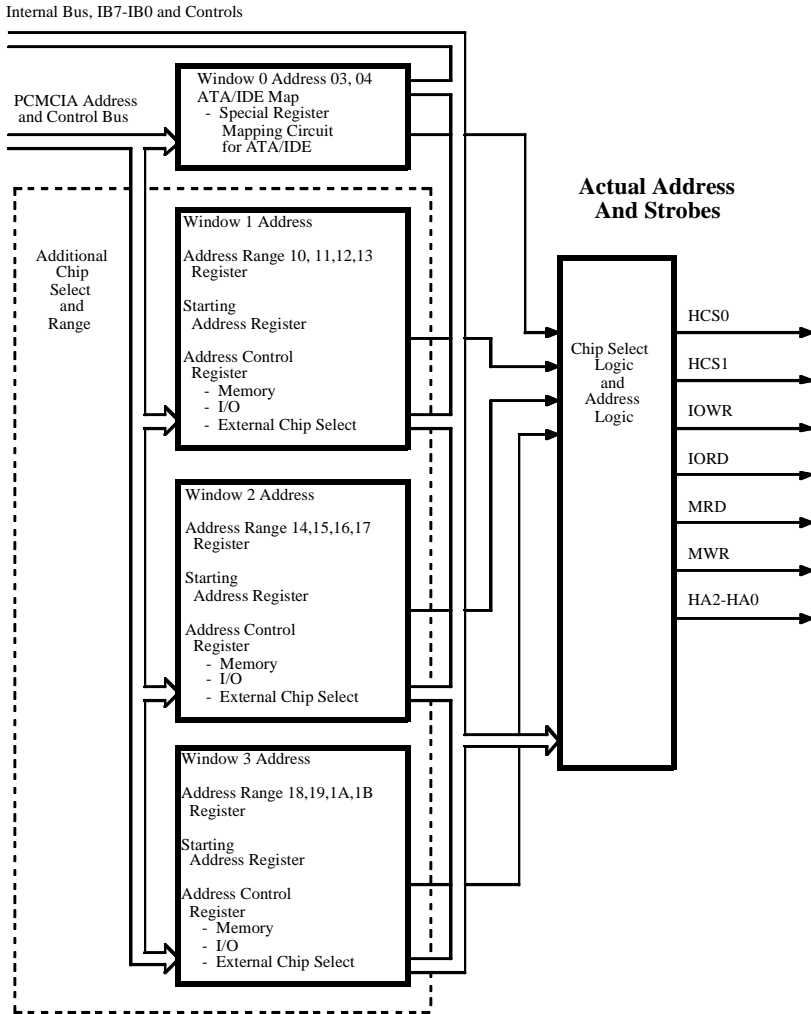 Internal Bus, IB7-IB0 and Controls
PCMCIA Address
and Control Bus
Window 0 Address 03, 04
ATA/IDE Map
- Special Register
Mapping Circuit
for ATA/IDE
Additional
Chip
Select
and
Range
Window 1 Address
Address Range 10, 11,12,13
Register
Starting
Address Register
Address Control
Register
- Memory
- I/O
- External Chip Select
Window 2 Address
Address Range 14,15,16,17
Register
Starting
Address Register
Address Control
Register
- Memory
- I/O
- External Chip Select
Window 3 Address
Address Range 18,19,1A,1B
Register
Starting
Address Register
Address Control
Register
- Memory
- I/O
- External Chip Select
Actual Address
And Strobes
Chip Select
Logic
and
Address
Logic
HCS0
HCS1
IOWR
IORD
MRD
MWR
HA2-HA0